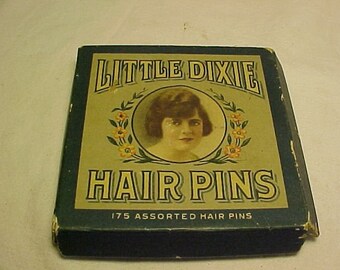 LITTLE DIXIE
HAIR PINS
175 ASSORTED HAIR PINS